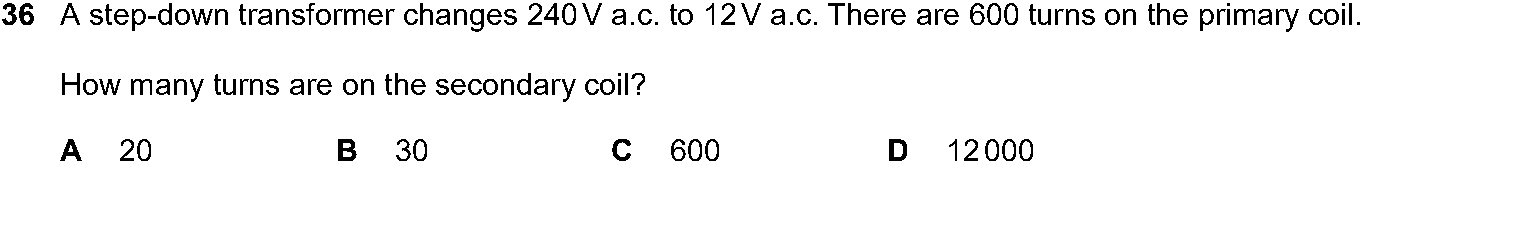 36 A step-down transformer changes 240 V a.c. to 12 V a.c. There are 600 turns on the primary coil.
How many turns are on the secondary coil?
A 20 B 30 C 600 D 12 000